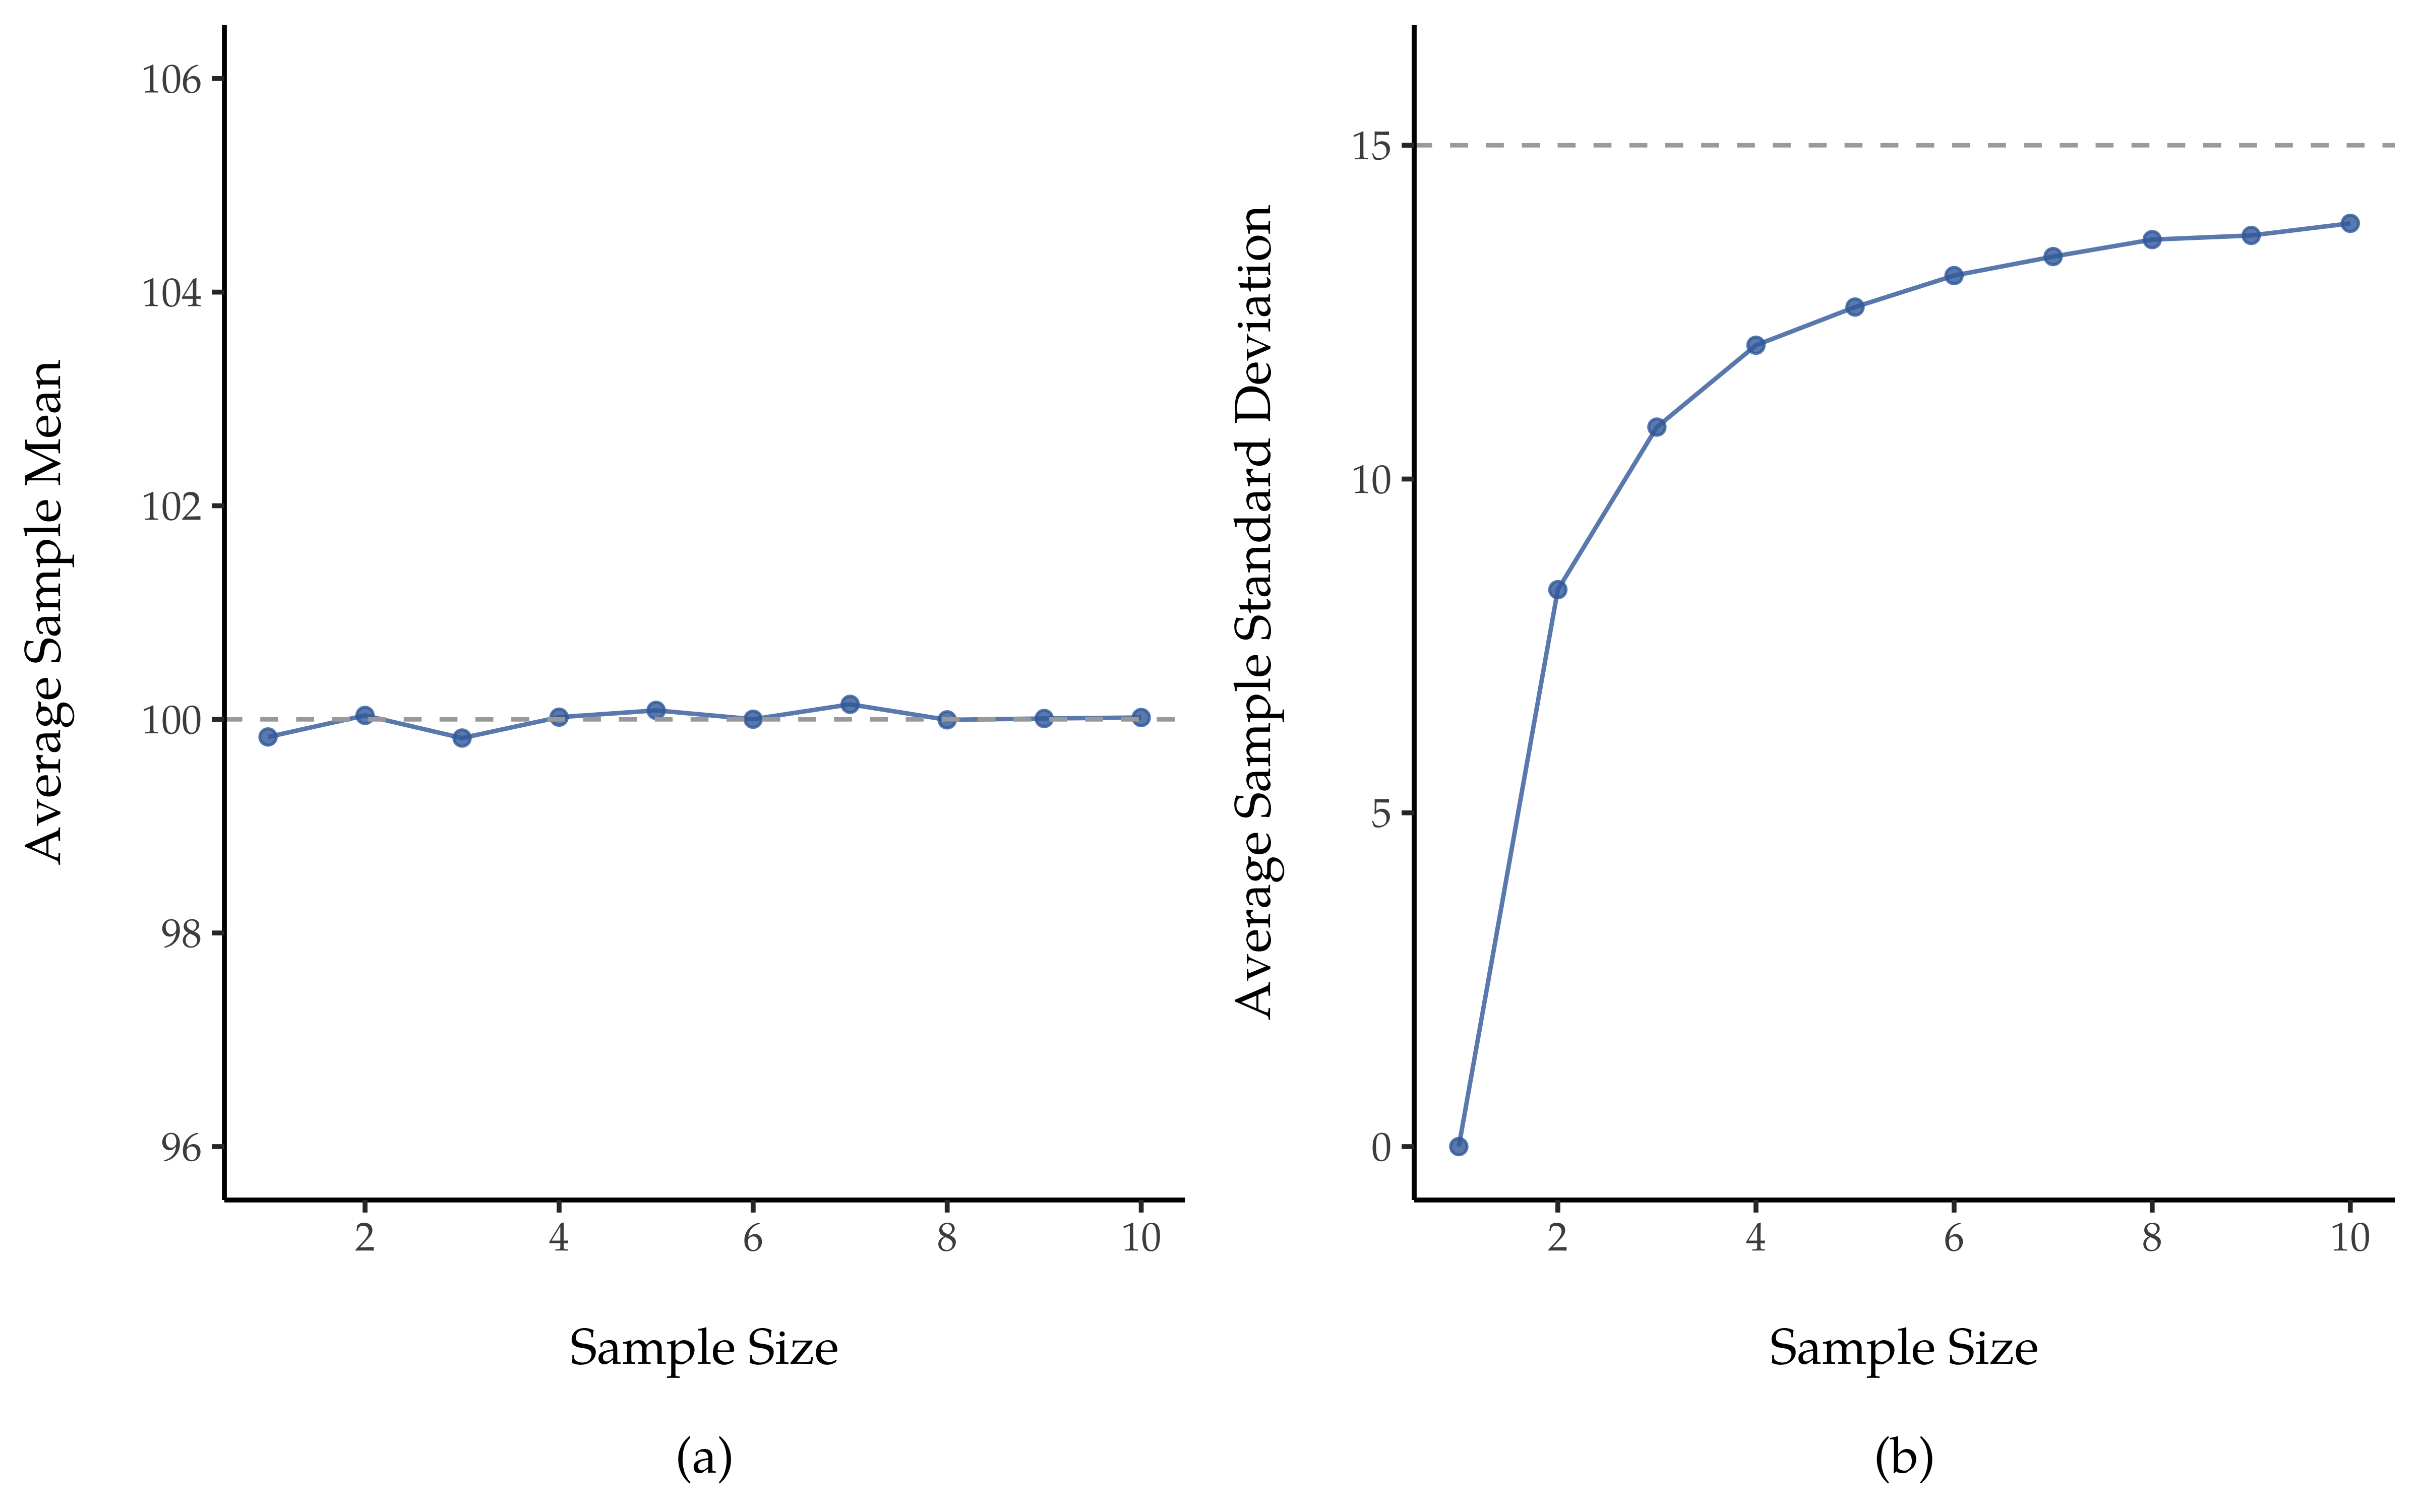 Average Sample Mean
106
104
102
100
98
96
2 4 6 8 10
Sample Size
(a)
Average Sample Standard Deviation
15
10
5
0
2 4 6 8 10
Sample Size
(b)